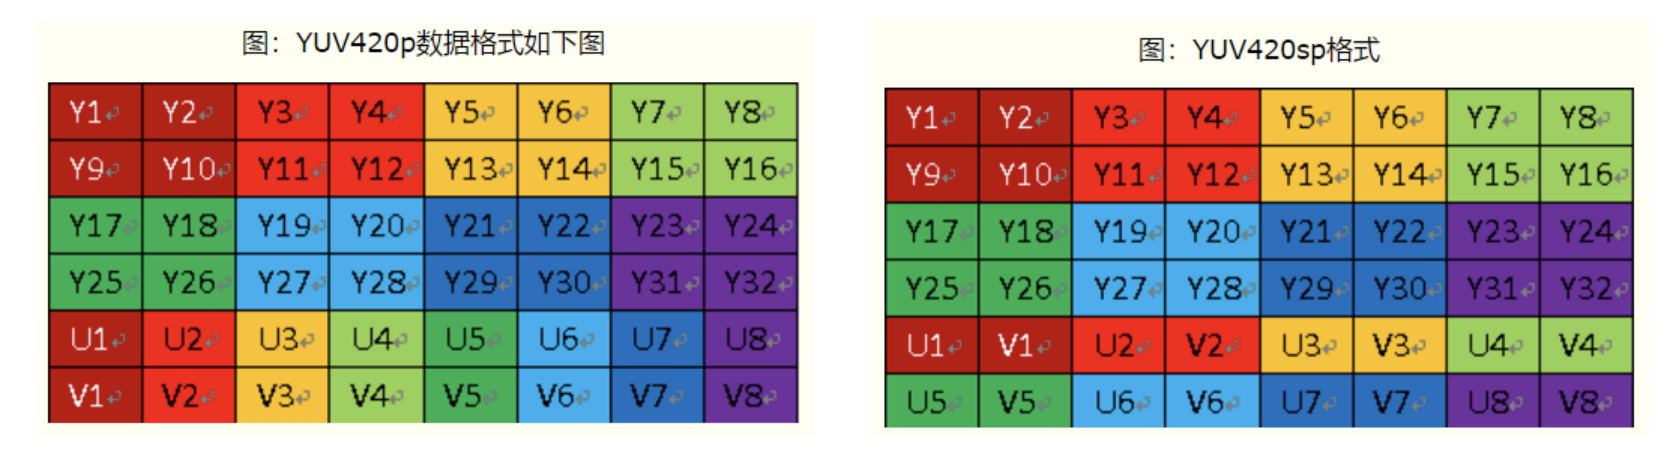 图：YUV420p数据格式如下图
Y1 Y2 Y3 Y4 Y5 Y6 Y7 Y8
Y9 Y10 Y11 Y12 Y13 Y14 Y15 Y16
Y17 Y18 Y19 Y20 Y21 Y22 Y23 Y24
Y25 Y26 Y27 Y28 Y29 Y30 Y31 Y32
U1 U2 U3 U4 U5 U6 U7 U8
V1 V2 V3 V4 V5 V6 V7 V8
图：YUV420sp格式
Y1 Y2 Y3 Y4 Y5 Y6 Y7 Y8
Y9 Y10 Y11 Y12 Y13 Y14 Y15 Y16
Y17 Y18 Y19 Y20 Y21 Y22 Y23 Y24
Y25 Y26 Y27 Y28 Y29 Y30 Y31 Y32
U1 V1 U2 V2 U3 V3 U4 V4
U5 V5 U6 V6 U7 V7 U8 V8